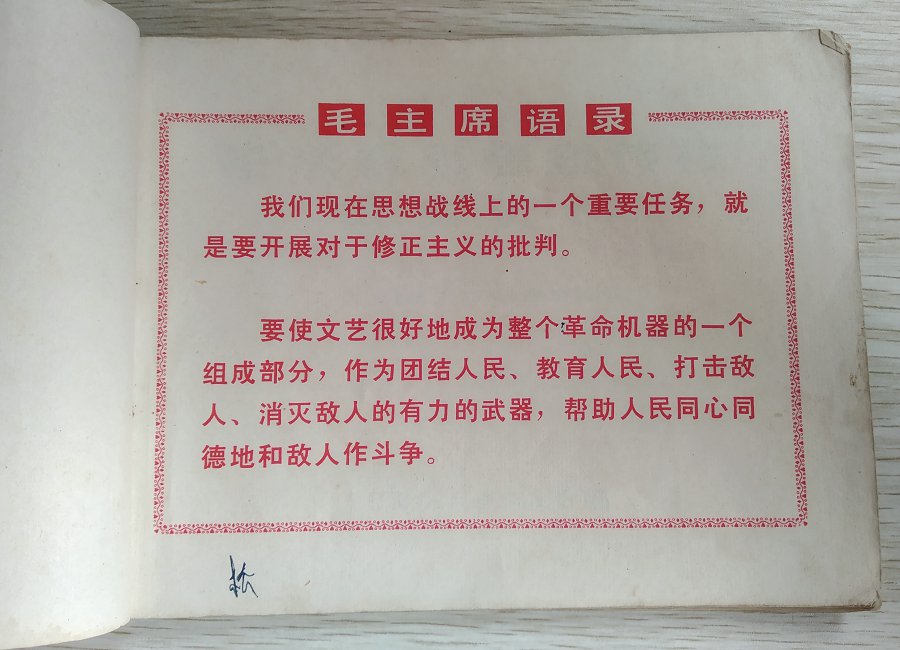 毛主席语录
我们现在思想战线上的一个重要任务，就
是要开展对于修正主义的批判。
要使文艺很好地成为整个革命机器的一个
组成部分，作为团结人民、教育人民、打击敌
人、消灭敌人的有力的武器，帮助人民同心同
德地和敌人作斗争。